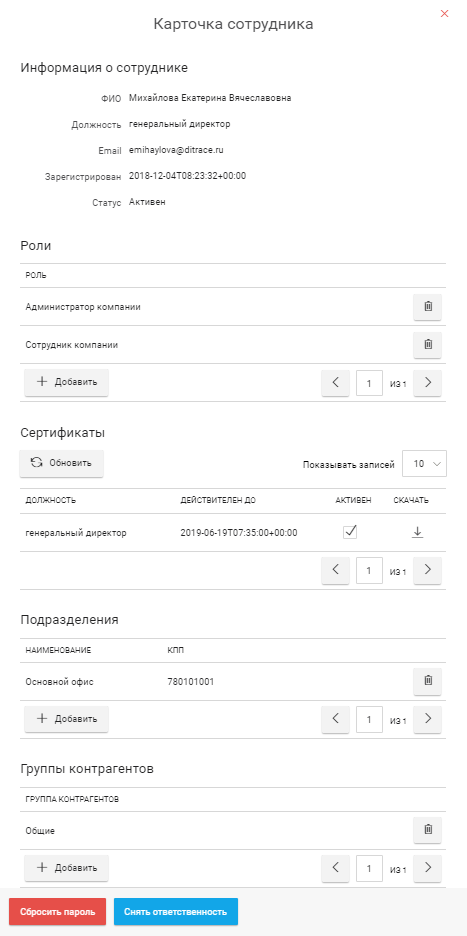 Карточка сотрудника
Информация о сотруднике
ФИО Михайлова Екатерина Вячеславовна
Должность генеральный директор
Email emihaylova@ditrace.ru
Зарегистрирован 2018-12-04T08:23:32+00:00
Статус Активен
Роли
РОЛЬ
Администратор компании
Сотрудник компании
Добавить 1 из 1
Сертификаты
Обновить Показывать записей 10
ДОЛЖНОСТЬ ДЕЙСТВИТЕЛЕН ДО АКТИВЕН СКАЧАТЬ
генеральный директор 2019-06-19T07:35:00+00:00
1 из 1
Подразделения
НАИМЕНОВАНИЕ КПП
Основной офис 780101001
Добавить 1 из 1
Группы контрагентов
ГРУППА КОНТРАГЕНТОВ
Общие
Добавить 1 из 1
Сбросить пароль Снять ответственность